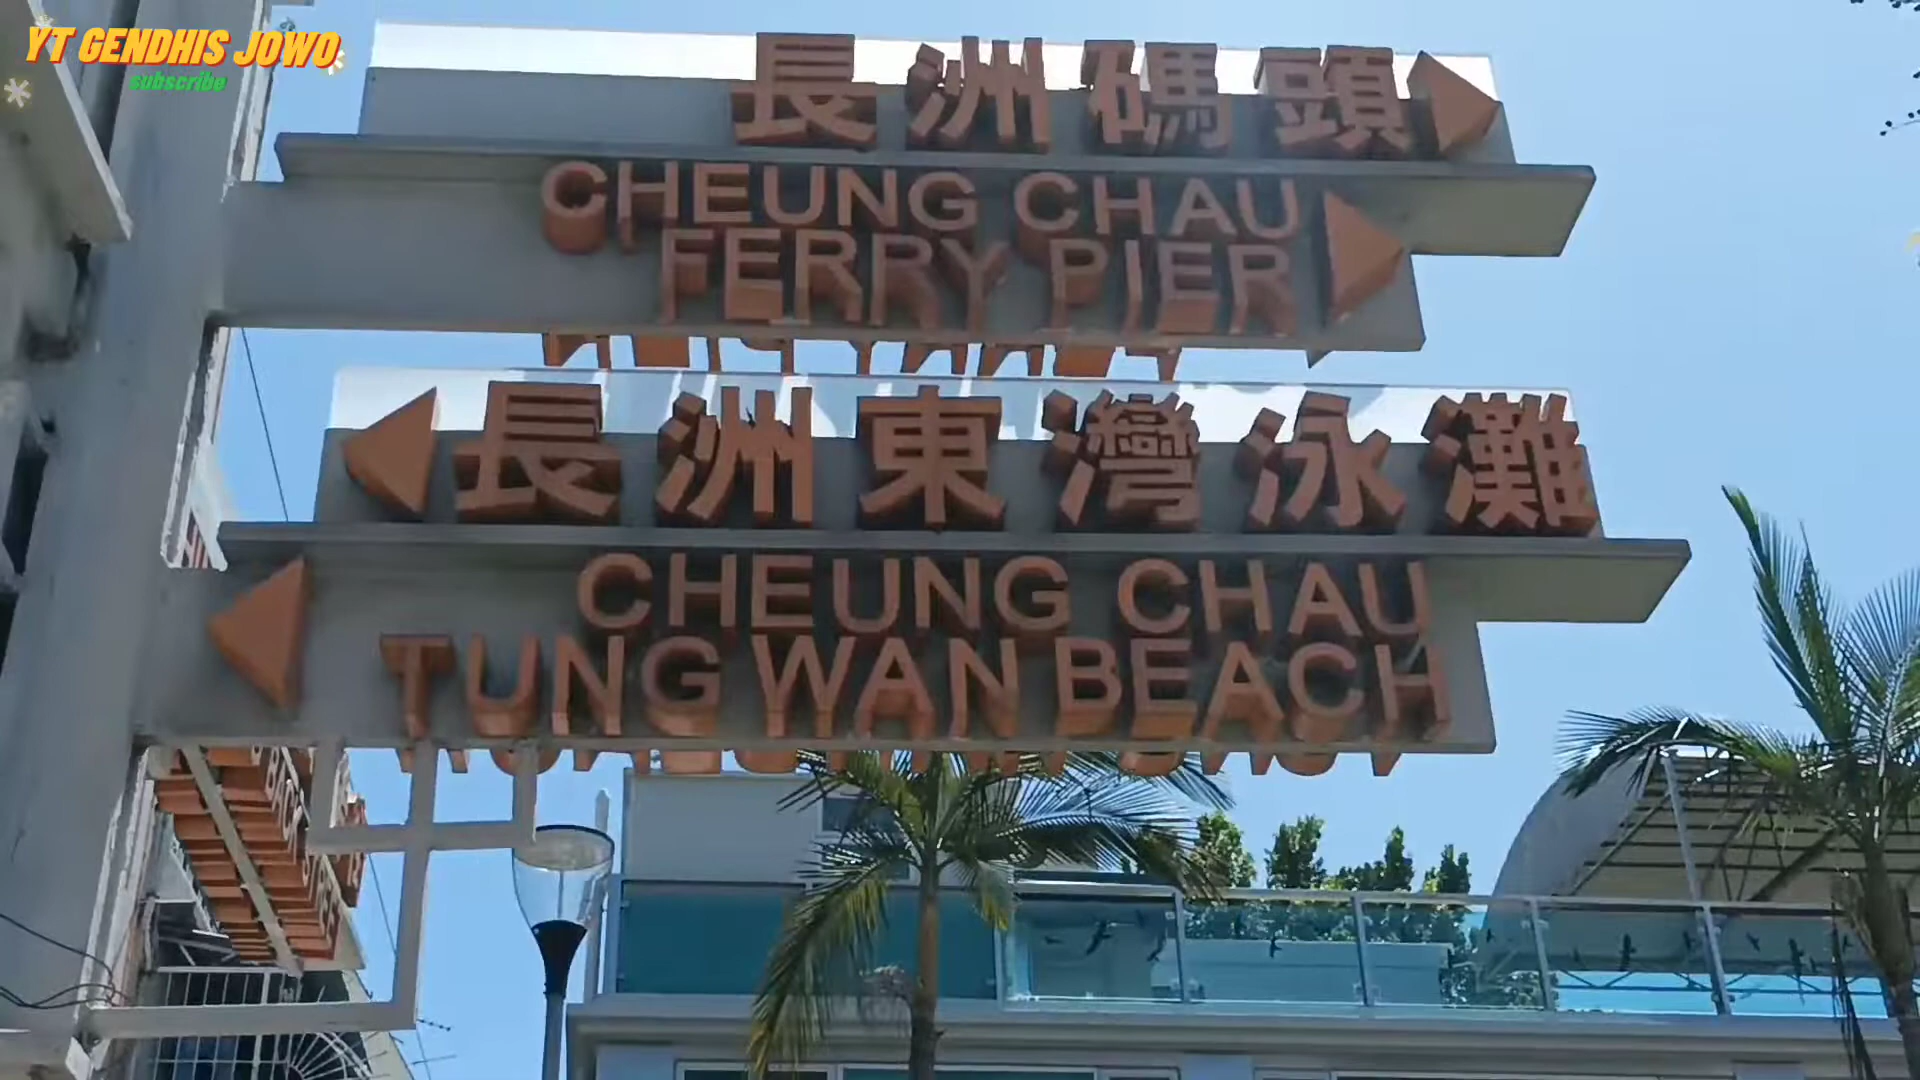 YT GENDHIS JOWO
subscribe
長洲碼頭
CHEUNG CHAU
FERRY PIER
長洲東灣泳灘
CHEUNG CHAU
TUNG WAN BEACH